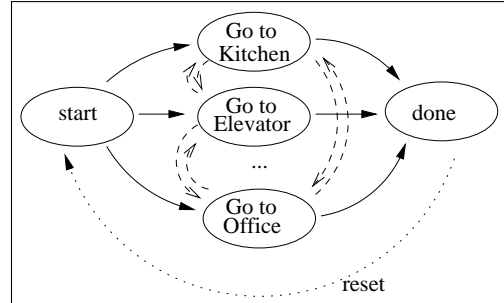 Go to
Kitchen
start
Go to
Elevator
done
...
Go to
Office
reset